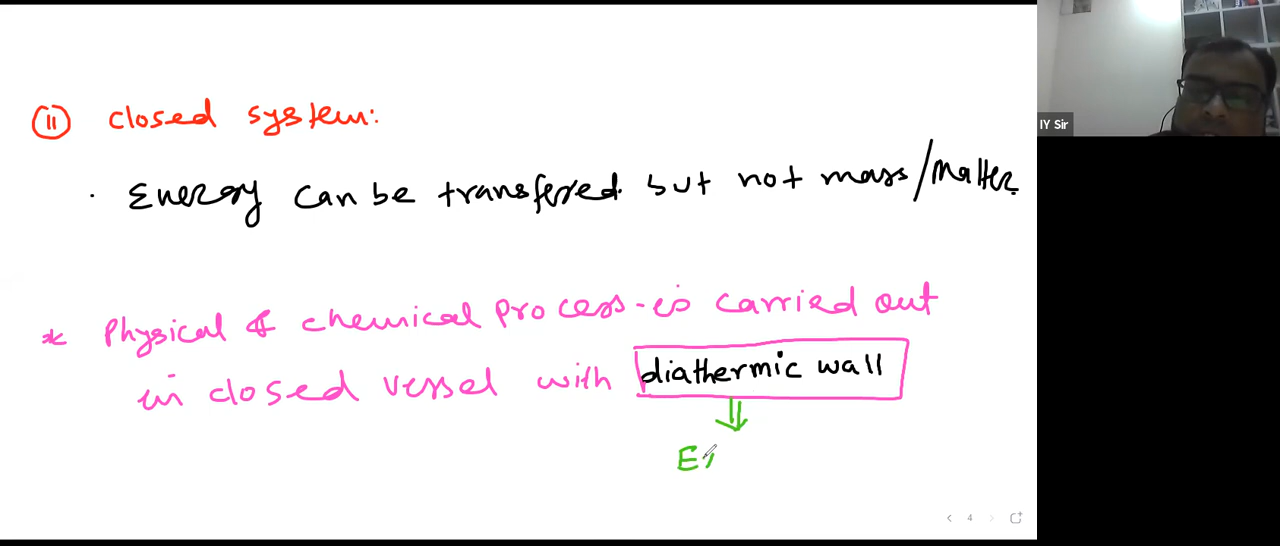 (ii) closed system:
· Energy can be transferred but not mass/matter.
* Physical & chemical process-es carried out
in closed vessel with diathermic wall
⇓
IY Sir
4